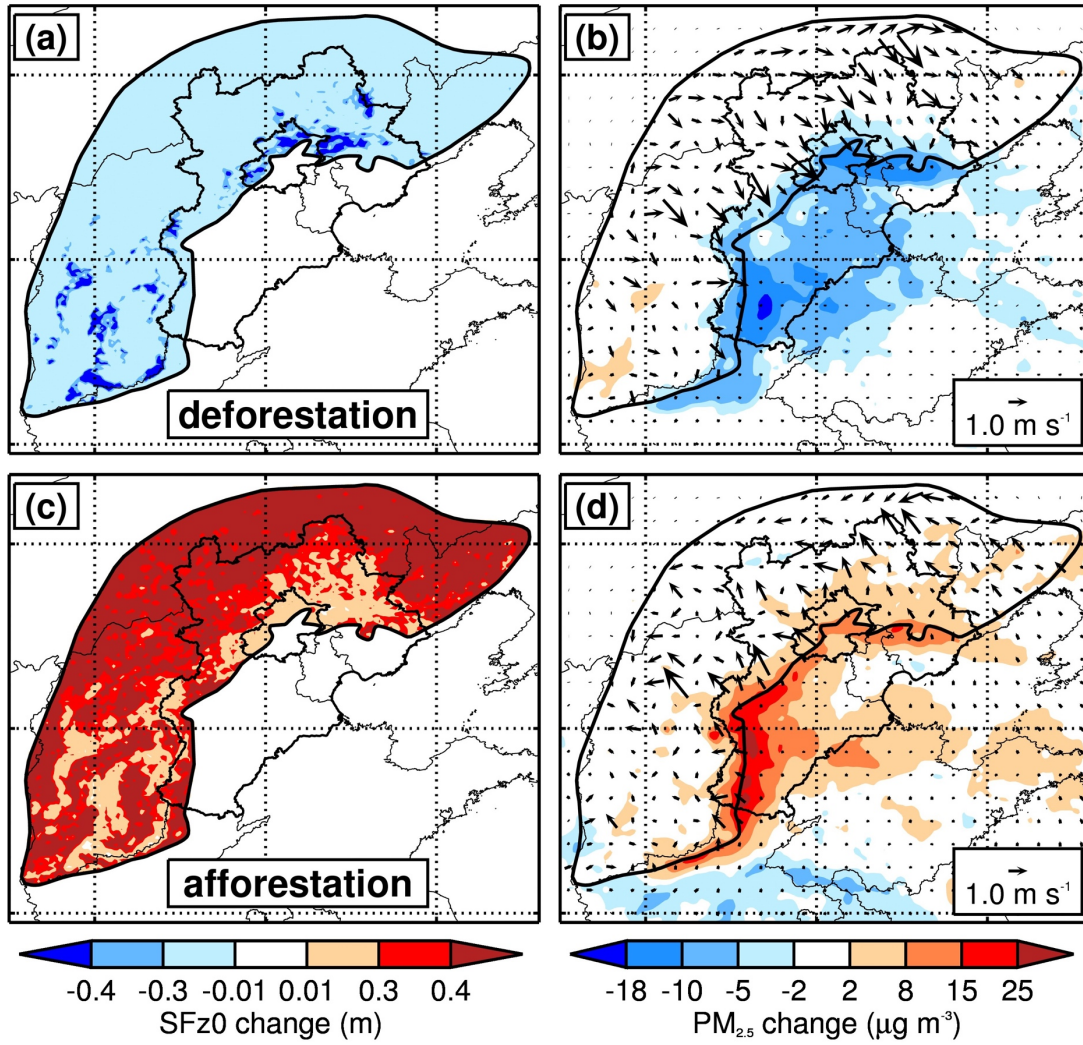 (a)
deforestation
(b)
1.0 m s⁻¹
(c)
afforestation
(d)
1.0 m s⁻¹
-0.4 -0.3 -0.01 0.01 0.3 0.4
SFz0 change (m)
-18 -10 -5 -2 2 8 15 25
PM₂.₅ change (μg m⁻³)